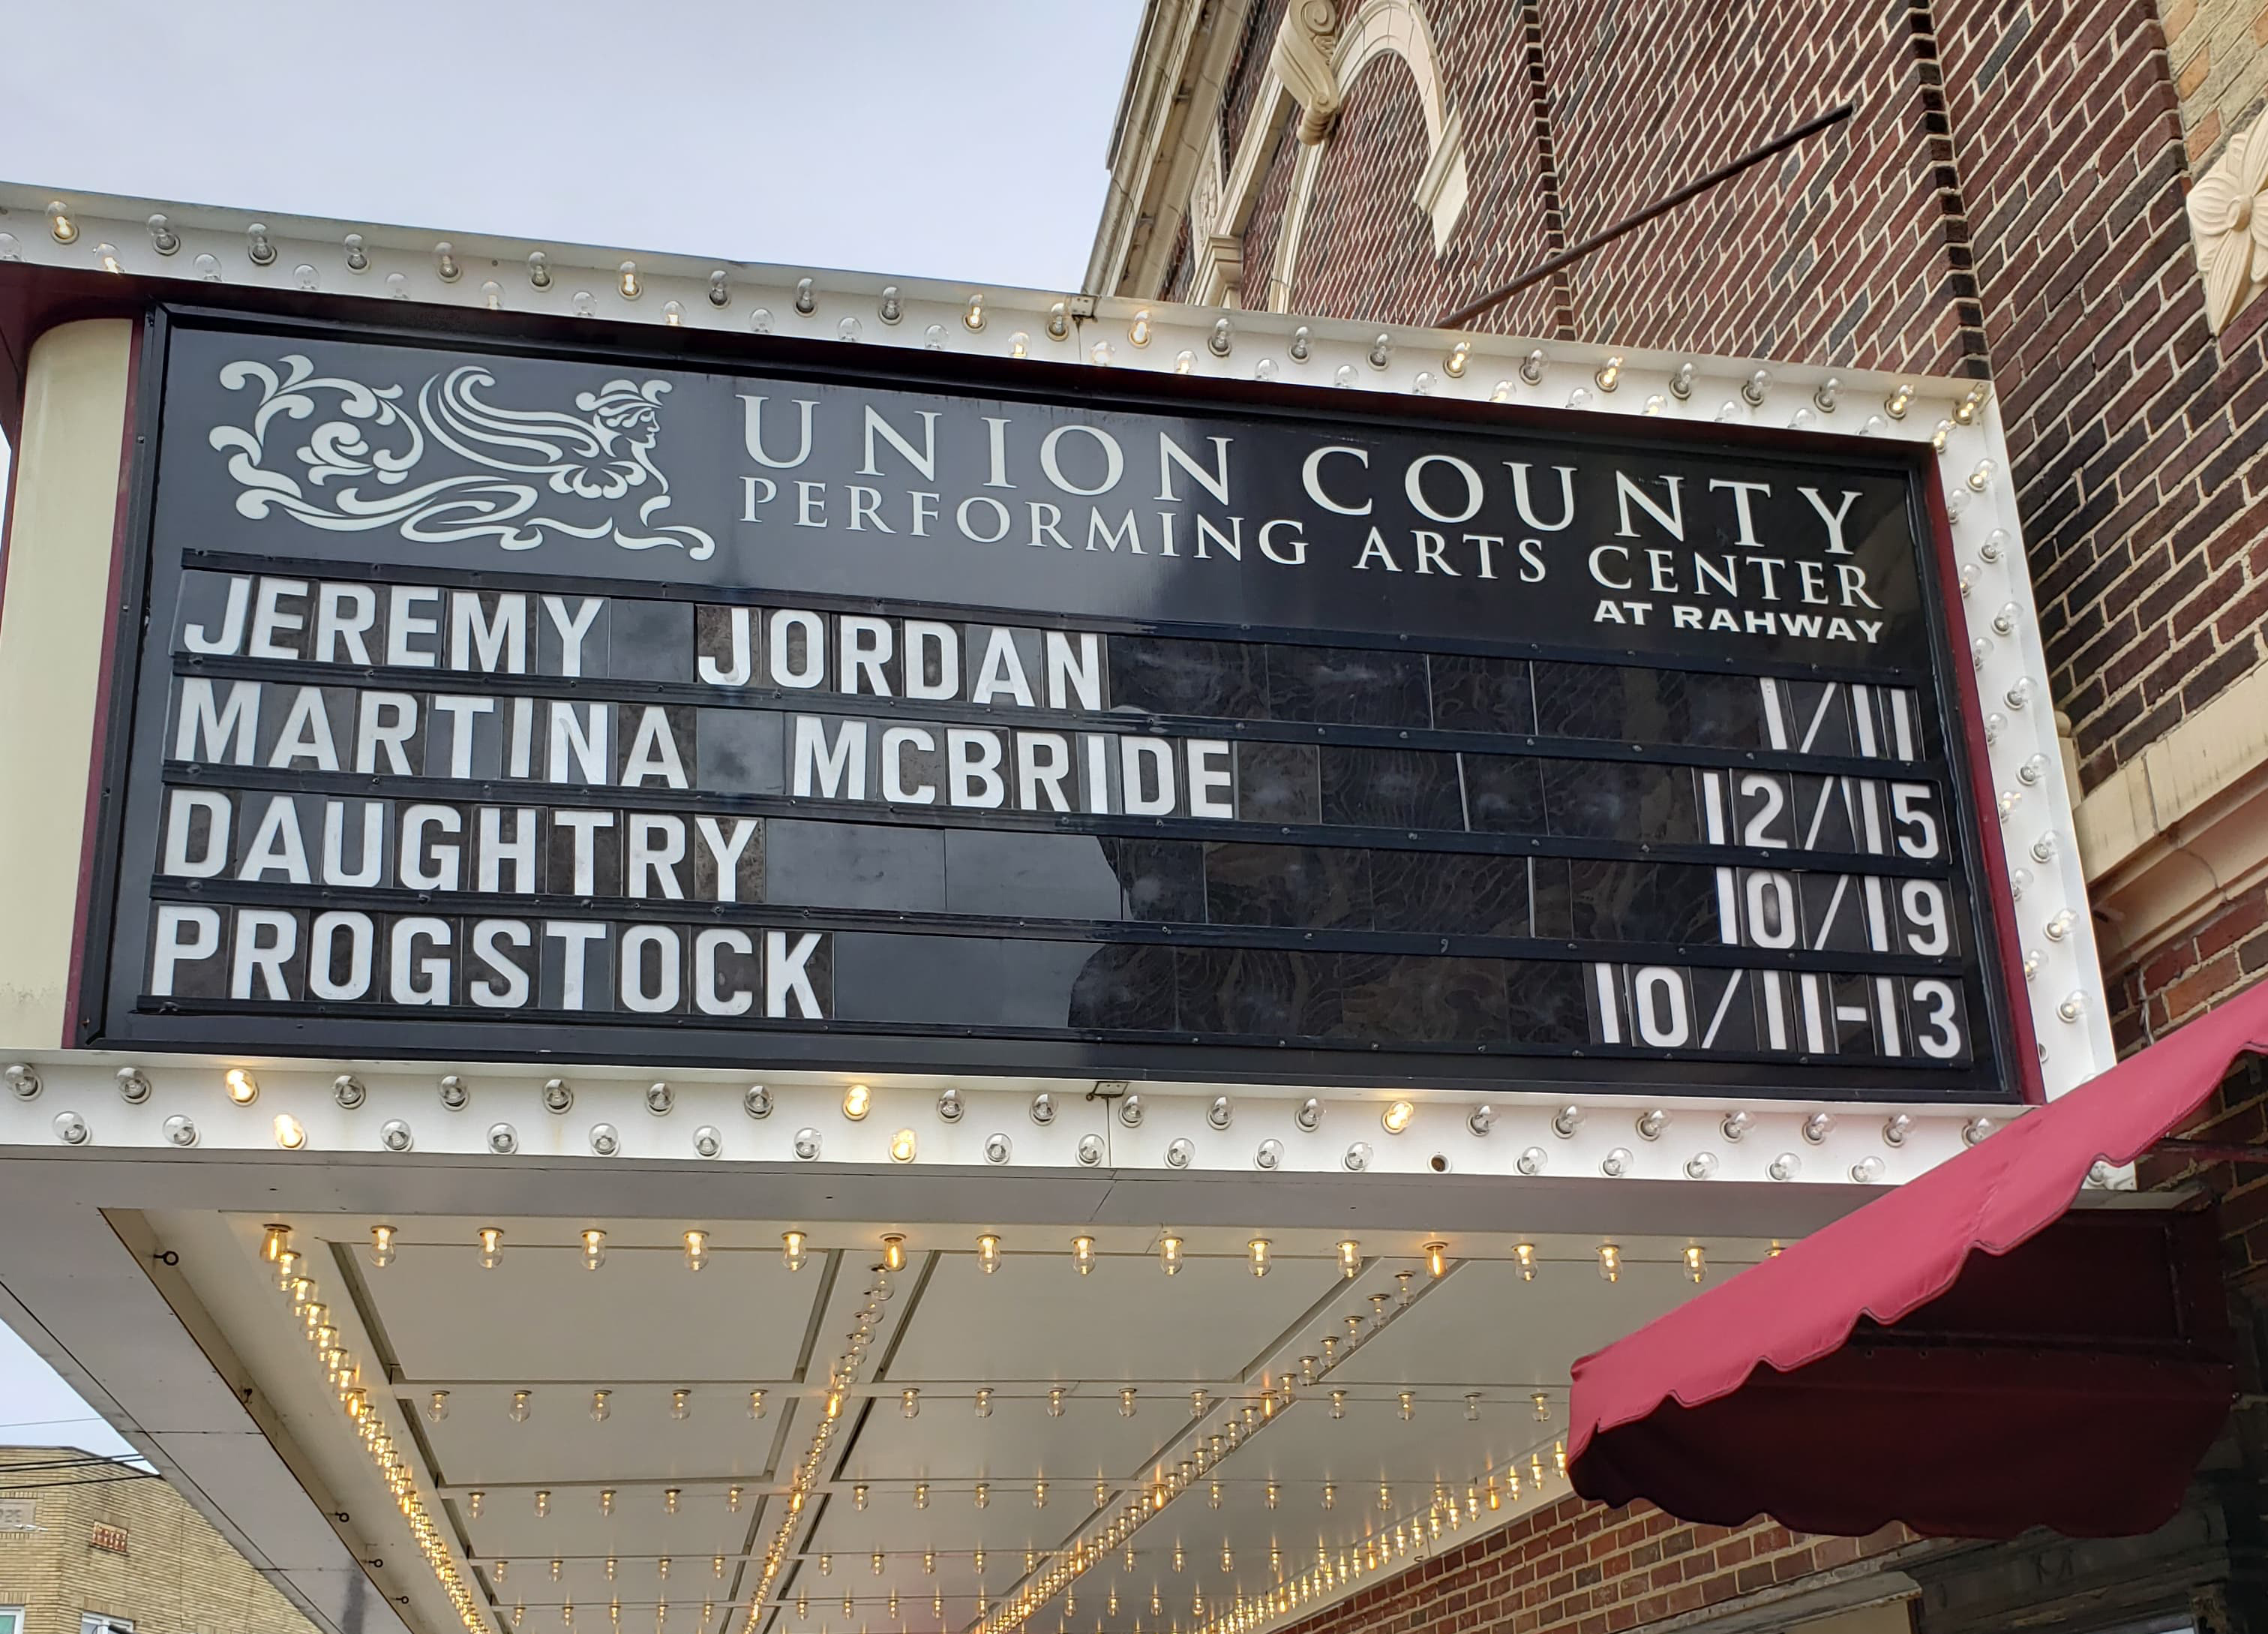 UNION COUNTY
PERFORMING ARTS CENTER
AT RAHWAY
JEREMY JORDAN 1/11
MARTINA MCBRIDE 12/15
DAUGHTRY 10/19
PROGSTOCK 10/11-13